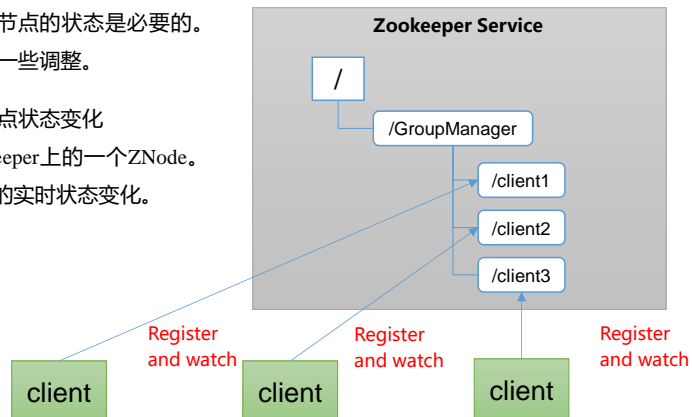 节点的状态是必要的。
一些调整。
点状态变化
eeper上的一个ZNode。
的实时状态变化。
Zookeeper Service
/
/GroupManager
/client1
/client2
/client3
Register
and watch
Register
and watch
Register
and watch
client
client
client